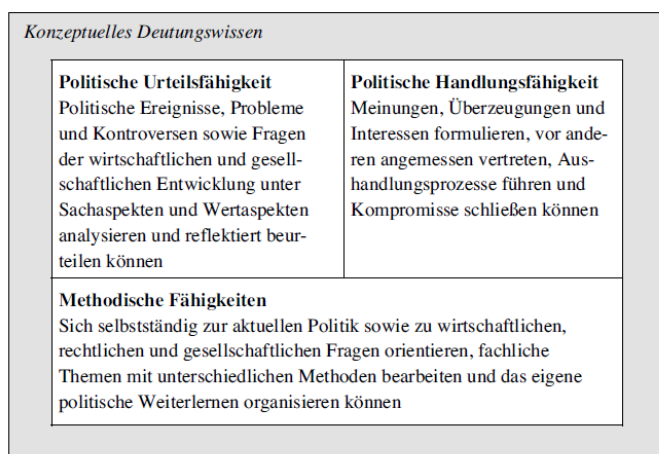 Konzeptuelles Deutungswissen
Politische Urteilsfähigkeit
Politische Ereignisse, Probleme
und Kontroversen sowie Fragen
der wirtschaftlichen und gesell-
schaftlichen Entwicklung unter
Sachaspekten und Wertaspekten
analysieren und reflektiert beur-
teilen können
Politische Handlungsfähigkeit
Meinungen, Überzeugungen und
Interessen formulieren, vor ande-
ren angemessen vertreten, Aus-
handlungsprozesse führen und
Kompromisse schließen können
Methodische Fähigkeiten
Sich selbstständig zur aktuellen Politik sowie zu wirtschaftlichen,
rechtlichen und gesellschaftlichen Fragen orientieren, fachliche
Themen mit unterschiedlichen Methoden bearbeiten und das eigene
politische Weiterlernen organisieren können